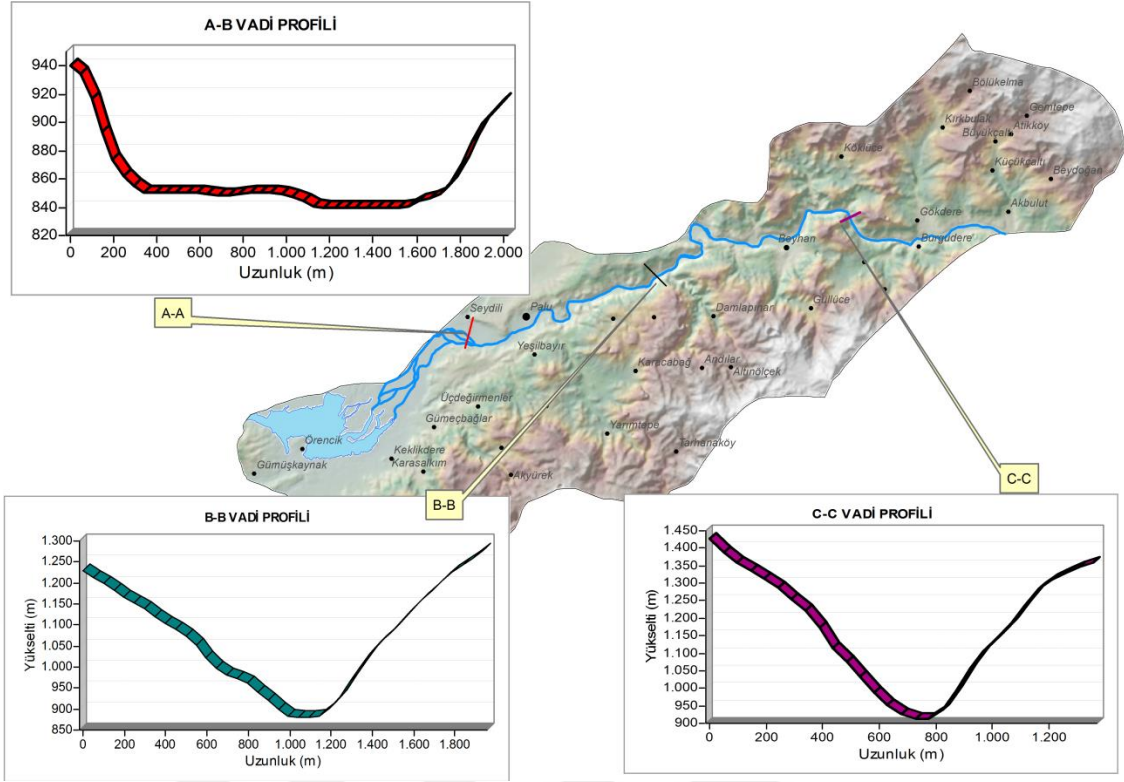 A-B VADİ PROFİLİ
940
920
900
880
860
840
820
0 200 400 600 800 1.000 1.200 1.400 1.600 1.800 2.000
Uzunluk (m)
Bölükelma
Gemtepe
Kırkbulak
Atikköy
Büyükçaltı
Köklüce
Küçükçaltı
Beydoğan
Akbulut
Gökdere
Burgudere
Beyhan
Güllüce
Damlapınar
Seydili
Palu
Yeşilbayır
Karacabağ
Andılar
Altınölçek
Üçdeğirmenler
Gümeçbağlar
Yarımtepe
Tamanaköy
Örencik
Keklikdere
Karasalkım
Gümüşkaynak
Akyürek
A-A
B-B
C-C
B-B VADİ PROFİLİ
Yükselti (m)
1.300
1.250
1.200
1.150
1.100
1.050
1.000
950
900
850
0 200 400 600 800 1.000 1.200 1.400 1.600 1.800
Uzunluk (m)
C-C VADİ PROFİLİ
Yükselti (m)
1.450
1.400
1.350
1.300
1.250
1.200
1.150
1.100
1.050
1.000
950
900
0 200 400 600 800 1.000 1.200
Uzunluk (m)